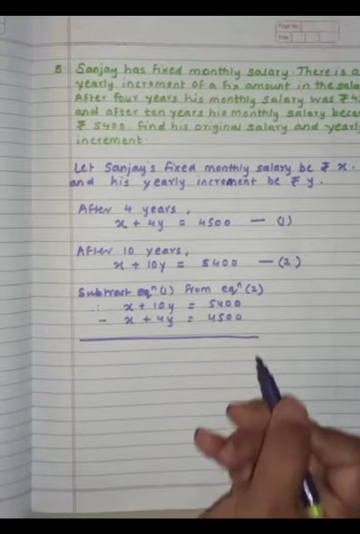 Page No
Date
8. Sanjay has fixed monthly salary. There is a
yearly increment of a fix amount in the
After four years his monthly salary was ₹
and after ten years his monthly salary
₹ 5400. Find his original salary and
increment.
Let Sanjay's fixed monthly salary be ₹ x.
and his yearly increment be ₹ y.
After 4 years,
x + 4y = 4500 — (1)
After 10 years,
x + 10y = 5400 — (2)
Subtract eqⁿ (1) from eqⁿ (2)
∴ x + 10y = 5400
- x + 4y = 4500